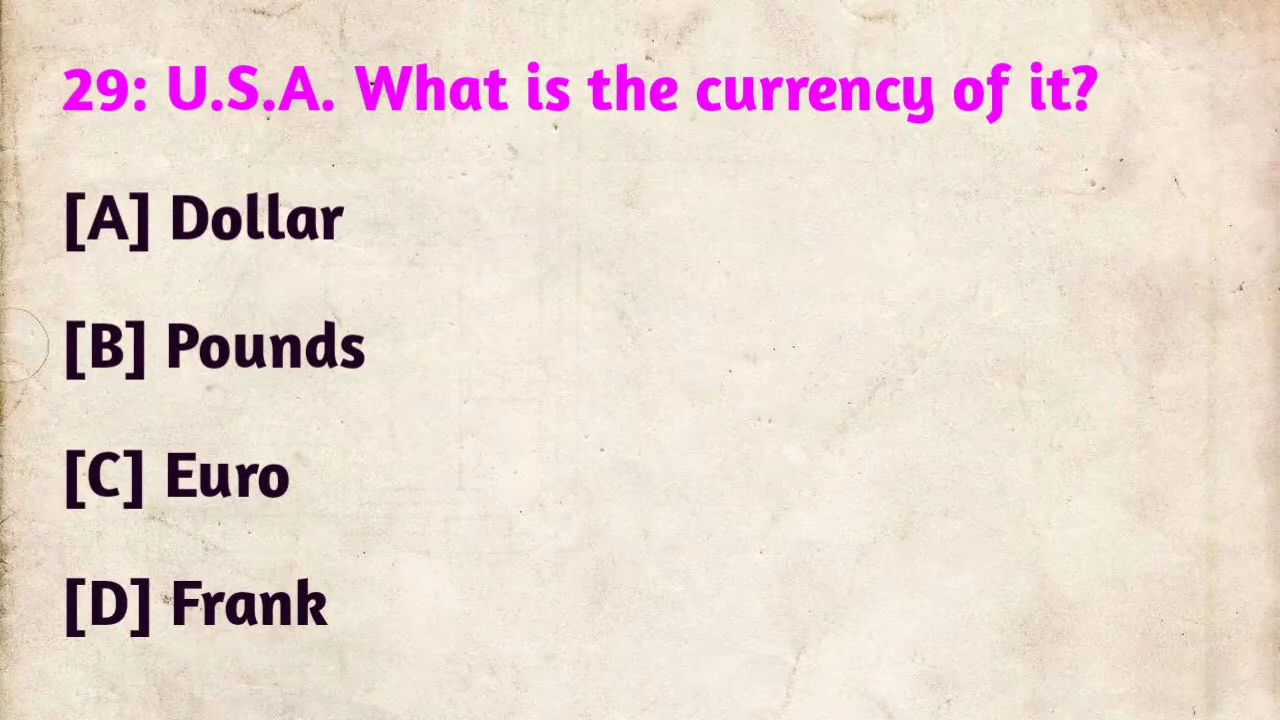 29: U.S.A. What is the currency of it?
[A] Dollar
[B] Pounds
[C] Euro
[D] Frank